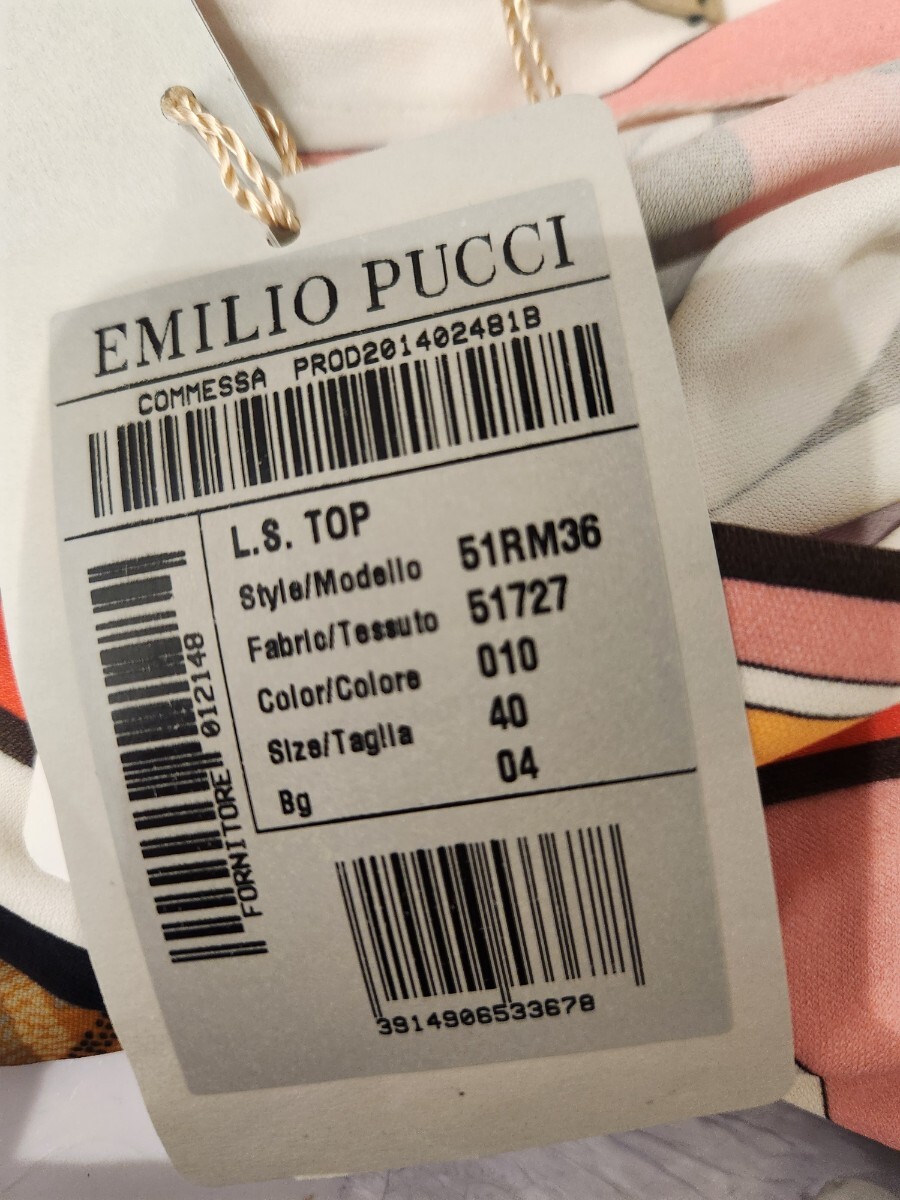 EMILIO PUCCI
COMMESSA PROD201402481B
L.S. TOP
Style/Modello 51RM36
Fabric/Tessuto 51727
Color/Colore 010
Size/Taglia 40
Bg 04
FORNITORE 012148
3914906533678